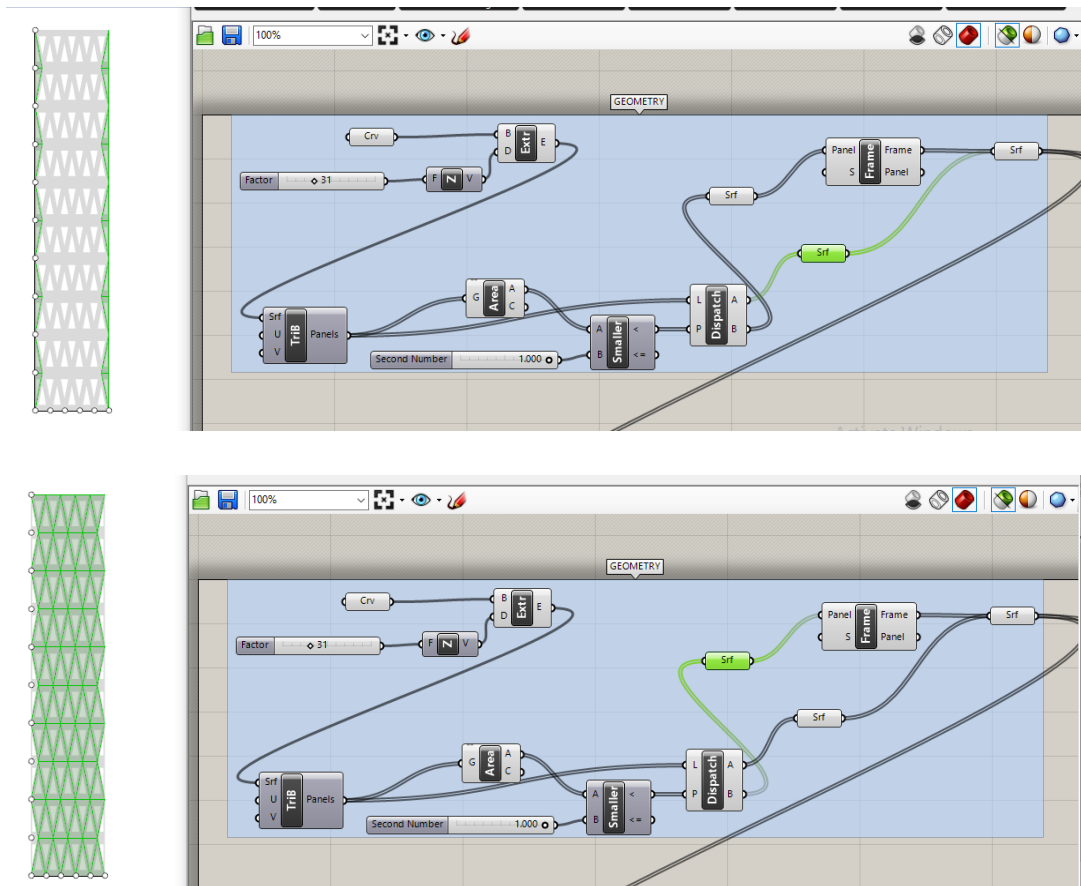 100%
GEOMETRY
Crv
B
D
Extr
E
Factor
31
F
Z
V
Panel
S
Frame
Frame
Panel
Srf
Srf
Srf
G
Area
A
C
L
P
Dispatch
A
B
Srf
U
V
TriB
Panels
A
B
Smaller
<
<=
Second Number
1.000
100%
GEOMETRY
Crv
B
D
Extr
E
Factor
31
F
Z
V
Panel
S
Frame
Frame
Panel
Srf
Srf
Srf
G
Area
A
C
L
P
Dispatch
A
B
Srf
U
V
TriB
Panels
A
B
Smaller
<
<=
Second Number
1.000